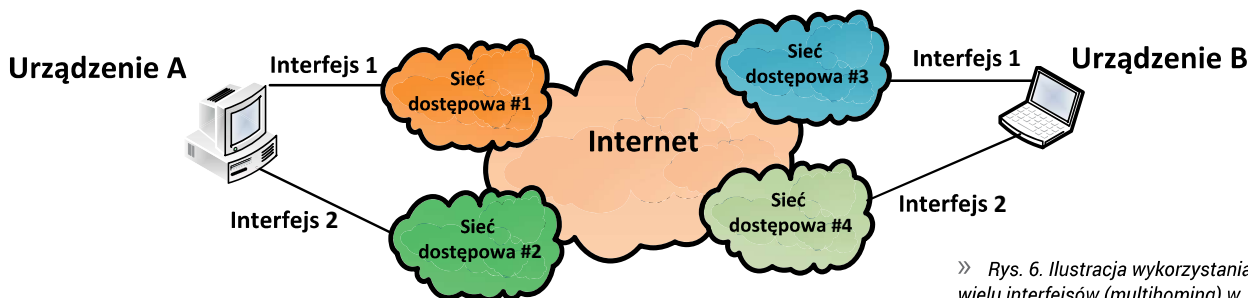 Urządzenie A
Interfejs 1
Sieć
dostępowa #1
Interfejs 2
Sieć
dostępowa #2
Internet
Sieć
dostępowa #3
Interfejs 1
Urządzenie B
Sieć
dostępowa #4
Interfejs 2
» Rys. 6. Ilustracja wykorzystania
wielu interfejsów (multihoming) w